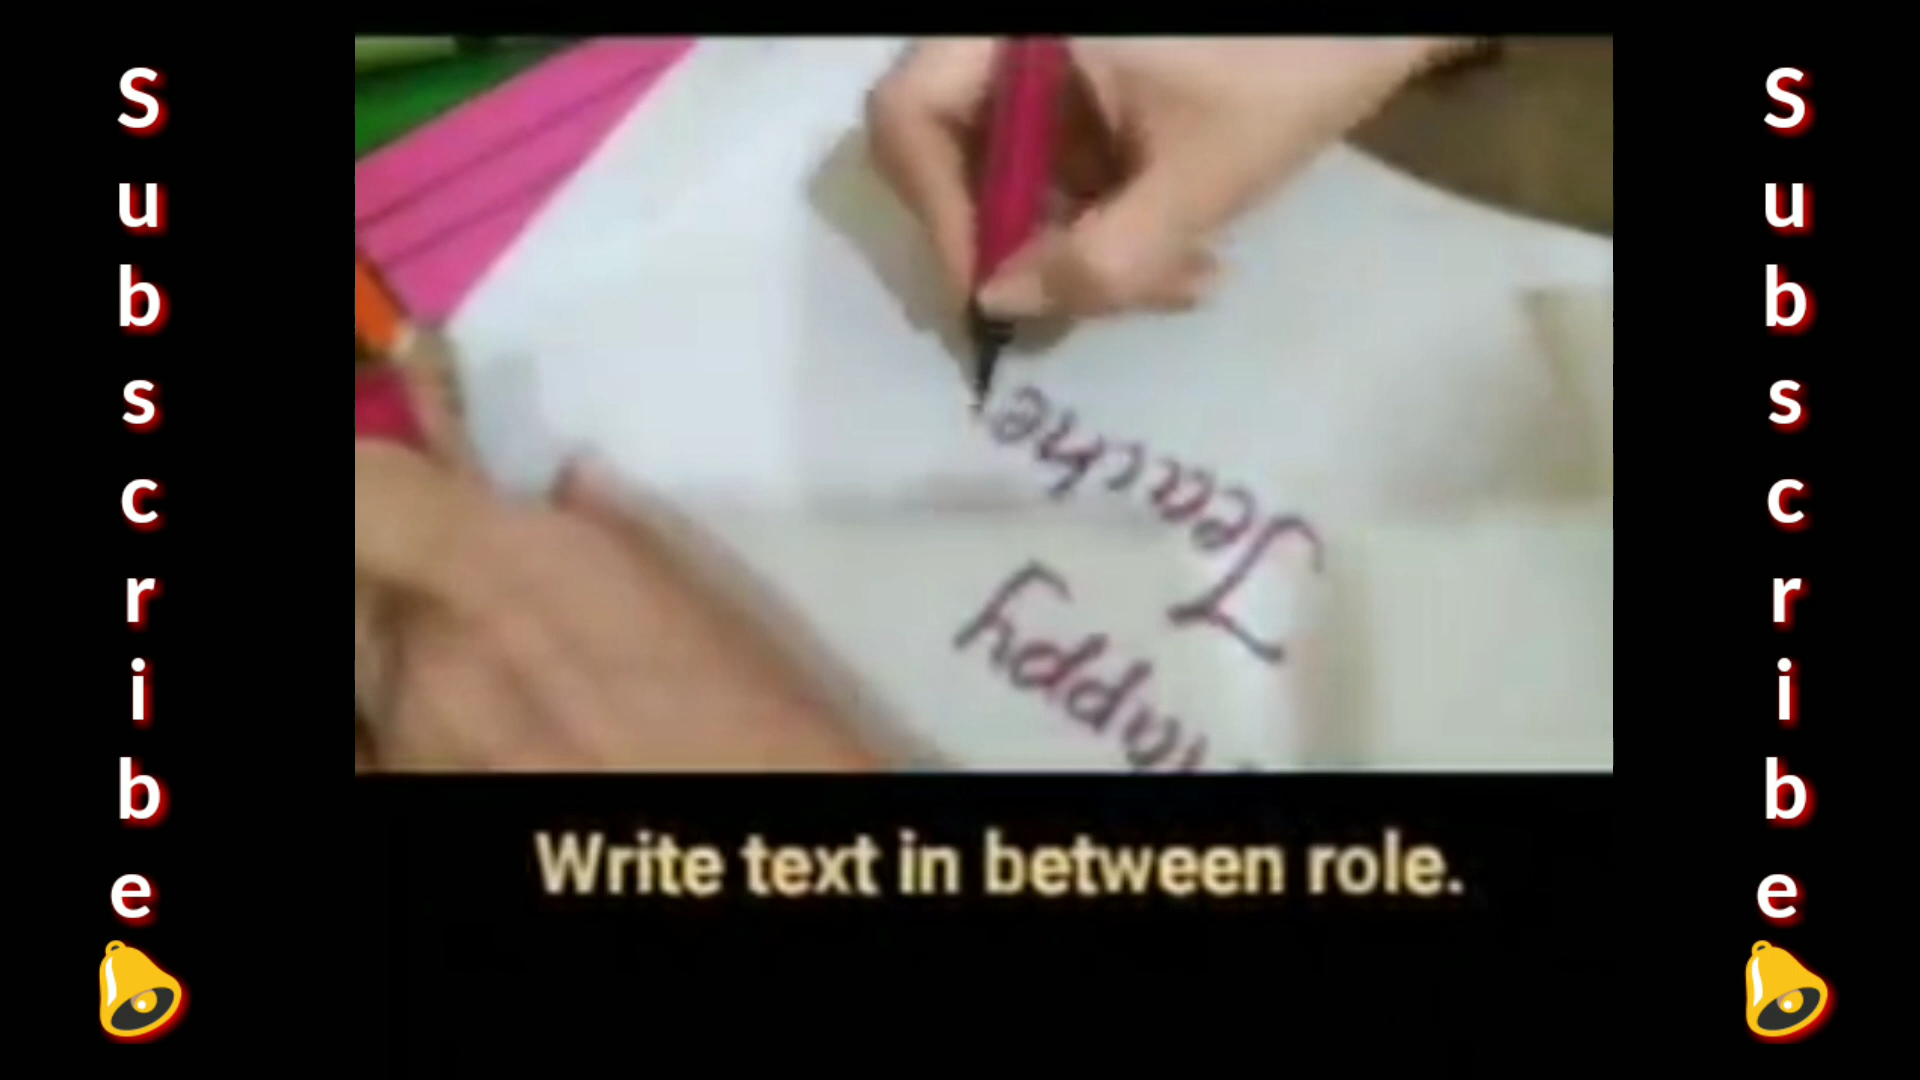 Subscribe
Happy
Teache
Write text in between role.
Subscribe